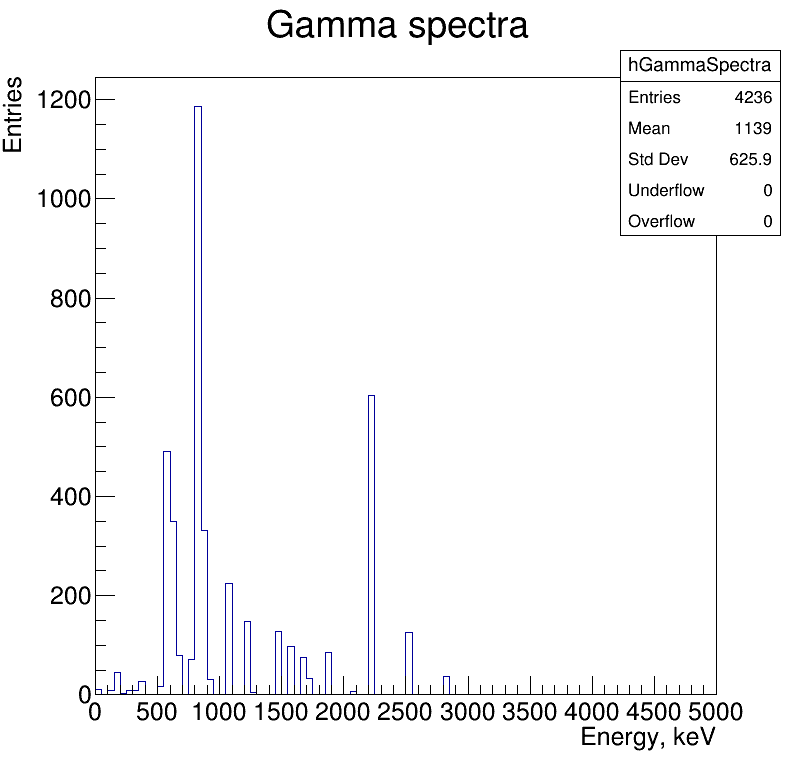 Gamma spectra
hGammaSpectra
Entries 4236
Mean 1139
Std Dev 625.9
Underflow 0
Overflow 0
Entries
1200
1000
800
600
400
200
0
0 500 1000 1500 2000 2500 3000 3500 4000 4500 5000
Energy, keV